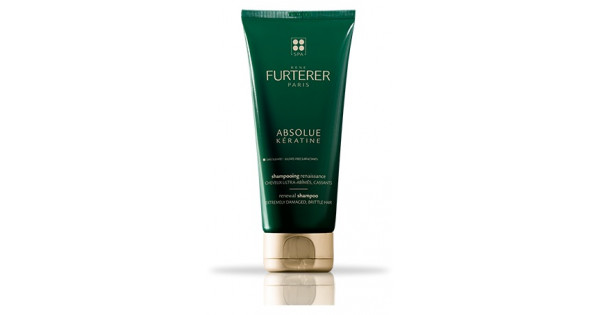 SPA
RENE
FURTERER
PARIS
ABSOLUE
KÉRATINE
shampooing renaissance
CHEVEUX ULTRA-ABÎMÉS, CASSANTS
renewal shampoo
EXTREMELY DAMAGED, BRITTLE HAIR